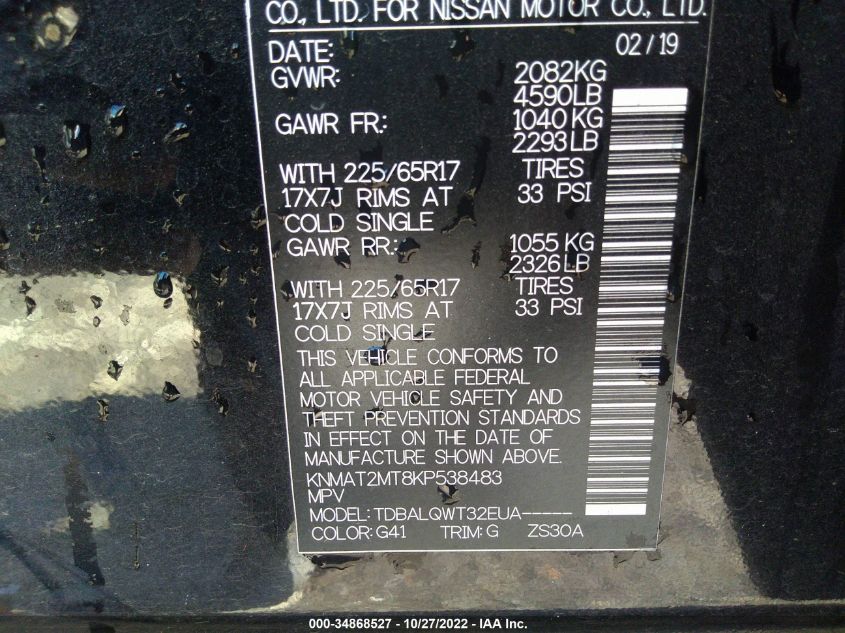 CO., LTD. FOR NISSAN MOTOR CO., LTD.
DATE: 02/19
GVWR: 2082KG
4590LB
GAWR FR: 1040 KG
2293 LB
WITH 225/65R17 TIRES
17X7J RIMS AT 33 PSI
COLD SINGLE
GAWR RR: 1055 KG
2326 LB
WITH 225/65R17 TIRES
17X7J RIMS AT 33 PSI
COLD SINGLE
THIS VEHICLE CONFORMS TO
ALL APPLICABLE FEDERAL
MOTOR VEHICLE SAFETY AND
THEFT PREVENTION STANDARDS
IN EFFECT ON THE DATE OF
MANUFACTURE SHOWN ABOVE.
KNMAT2MT8KP538483
MPV
MODEL: TDBALQWT32EUA-----
COLOR: G41 TRIM: G ZS30A
000-34868527 - 10/27/2022 - IAA Inc.